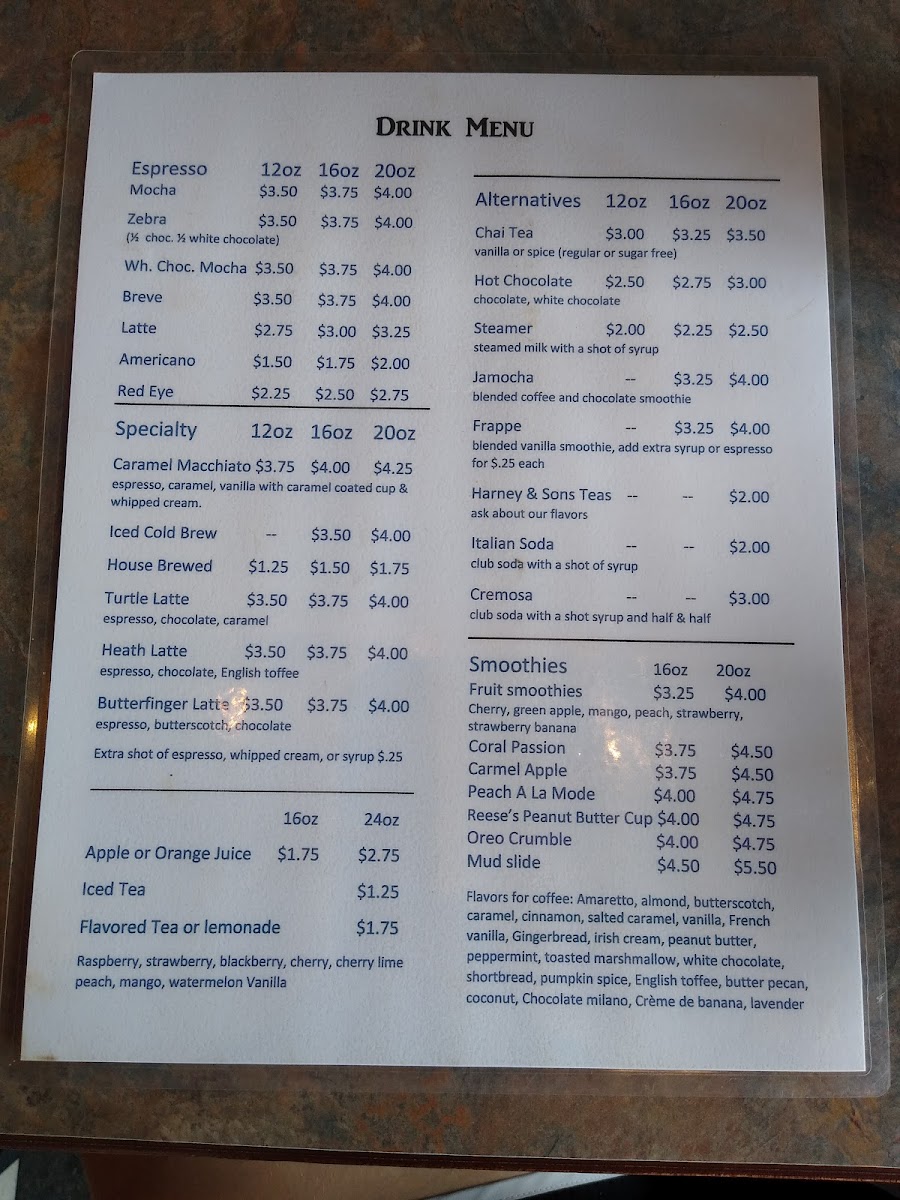 Drink Menu
Espresso 12oz 16oz 20oz
Mocha $3.50 $3.75 $4.00
Zebra $3.50 $3.75 $4.00
(½ choc. ½ white chocolate)
Wh. Choc. Mocha $3.50 $3.75 $4.00
Breve $3.50 $3.75 $4.00
Latte $2.75 $3.00 $3.25
Americano $1.50 $1.75 $2.00
Red Eye $2.25 $2.50 $2.75
Specialty 12oz 16oz 20oz
Caramel Macchiato $3.75 $4.00 $4.25
espresso, caramel, vanilla with caramel coated cup &
whipped cream.
Iced Cold Brew -- $3.50 $4.00
House Brewed $1.25 $1.50 $1.75
Turtle Latte $3.50 $3.75 $4.00
espresso, chocolate, caramel
Heath Latte $3.50 $3.75 $4.00
espresso, chocolate, English toffee
Butterfinger Latte $3.50 $3.75 $4.00
espresso, butterscotch, chocolate
Extra shot of espresso, whipped cream, or syrup $.25
16oz 24oz
Apple or Orange Juice $1.75 $2.75
Iced Tea $1.25
Flavored Tea or lemonade $1.75
Raspberry, strawberry, blackberry, cherry, cherry lime
peach, mango, watermelon Vanilla
Alternatives 12oz 16oz 20oz
Chai Tea $3.00 $3.25 $3.50
vanilla or spice (regular or sugar free)
Hot Chocolate $2.50 $2.75 $3.00
chocolate, white chocolate
Steamer $2.00 $2.25 $2.50
steamed milk with a shot of syrup
Jamocha -- $3.25 $4.00
blended coffee and chocolate smoothie
Frappe -- $3.25 $4.00
blended vanilla smoothie, add extra syrup or espresso
for $.25 each
Harney & Sons Teas -- -- $2.00
ask about our flavors
Italian Soda -- -- $2.00
club soda with a shot of syrup
Cremosa -- -- $3.00
club soda with a shot syrup and half & half
Smoothies 16oz 20oz
Fruit smoothies $3.25 $4.00
Cherry, green apple, mango, peach, strawberry,
strawberry banana
Coral Passion $3.75 $4.50
Carmel Apple $3.75 $4.50
Peach A La Mode $4.00 $4.75
Reese's Peanut Butter Cup $4.00 $4.75
Oreo Crumble $4.00 $4.75
Mud slide $4.50 $5.50
Flavors for coffee: Amaretto, almond, butterscotch,
caramel, cinnamon, salted caramel, vanilla, French
vanilla, Gingerbread, irish cream, peanut butter,
peppermint, toasted marshmallow, white chocolate,
shortbread, pumpkin spice, English toffee, butter pecan,
coconut, Chocolate milano, Crème de banana, lavender